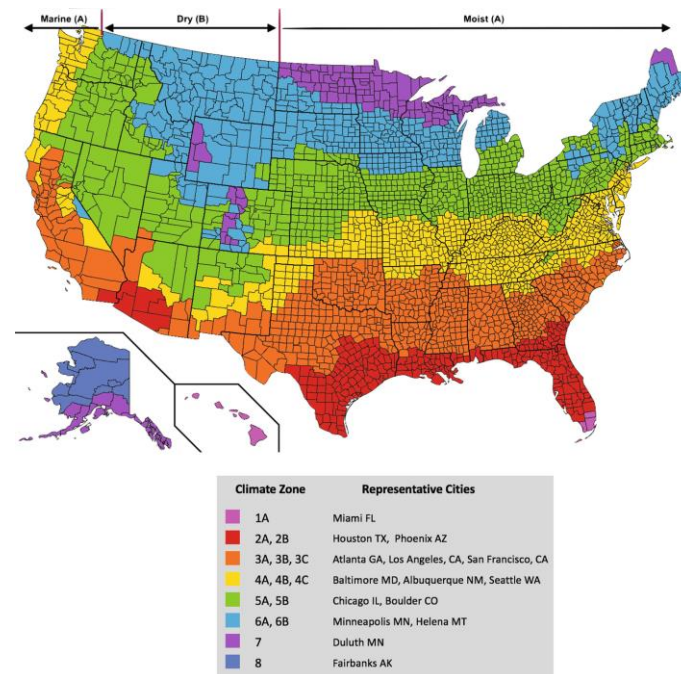 Marine (A) Dry (B) Moist (A)
Climate Zone Representative Cities
1A Miami FL
2A, 2B Houston TX, Phoenix AZ
3A, 3B, 3C Atlanta GA, Los Angeles, CA, San Francisco, CA
4A, 4B, 4C Baltimore MD, Albuquerque NM, Seattle WA
5A, 5B Chicago IL, Boulder CO
6A, 6B Minneapolis MN, Helena MT
7 Duluth MN
8 Fairbanks AK